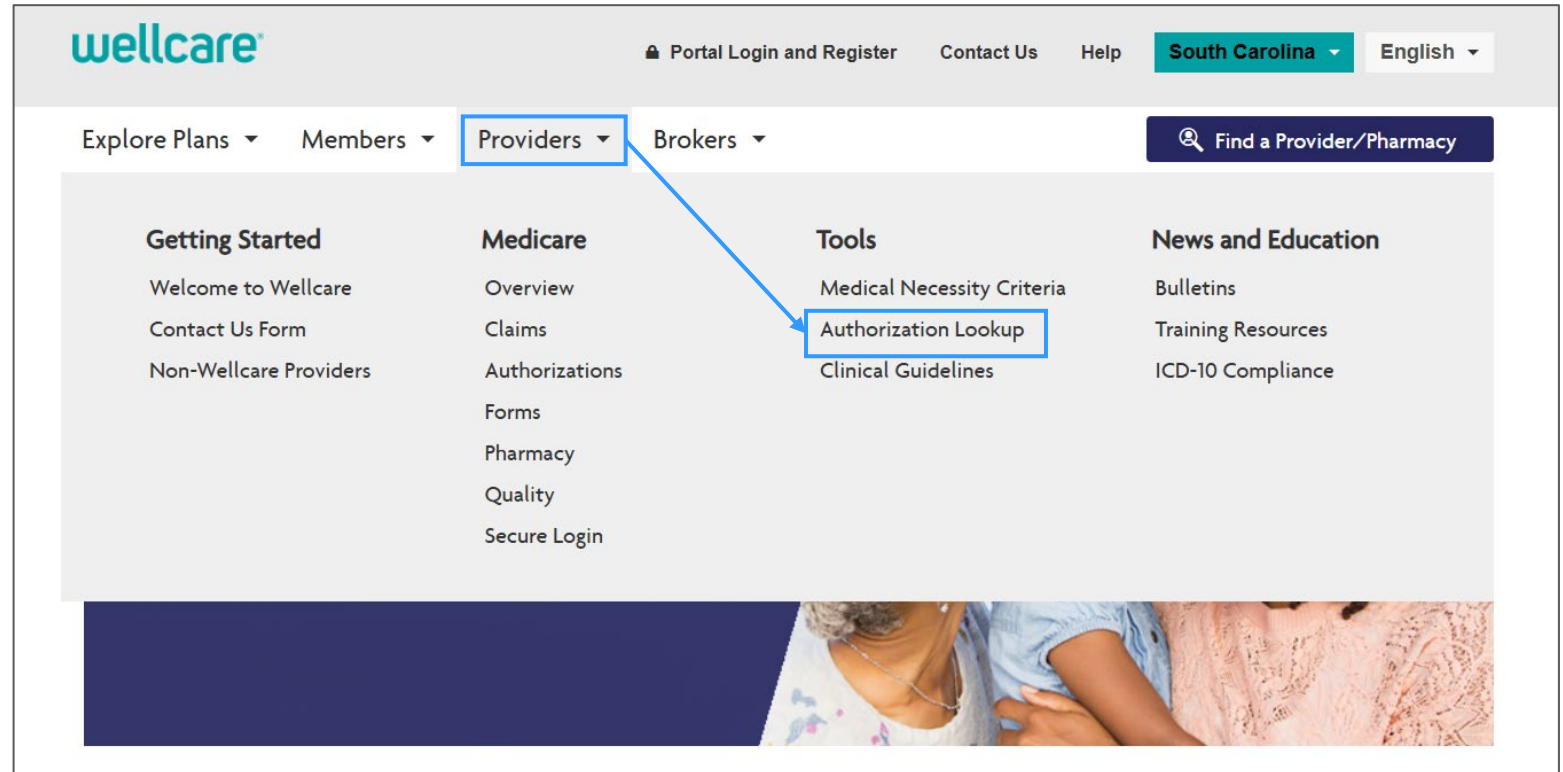 wellcare®
Portal Login and Register Contact Us Help South Carolina English
Explore Plans Members Providers Brokers Find a Provider/Pharmacy
Getting Started
Welcome to Wellcare
Contact Us Form
Non-Wellcare Providers
Medicare
Overview
Claims
Authorizations
Forms
Pharmacy
Quality
Secure Login
Tools
Medical Necessity Criteria
Authorization Lookup
Clinical Guidelines
News and Education
Bulletins
Training Resources
ICD-10 Compliance